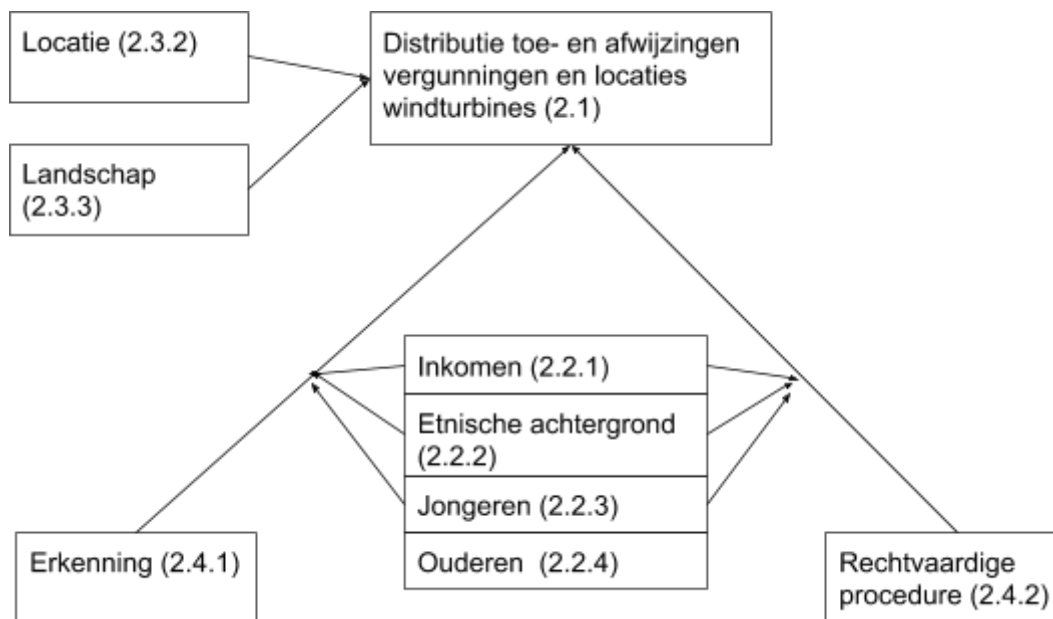 Locatie (2.3.2)
Distributie toe- en afwijzingen
vergunningen en locaties
windturbines (2.1)
Landschap
(2.3.3)
Inkomen (2.2.1)
Etnische achtergrond
(2.2.2)
Jongeren (2.2.3)
Ouderen (2.2.4)
Erkenning (2.4.1)
Rechtvaardige
procedure (2.4.2)